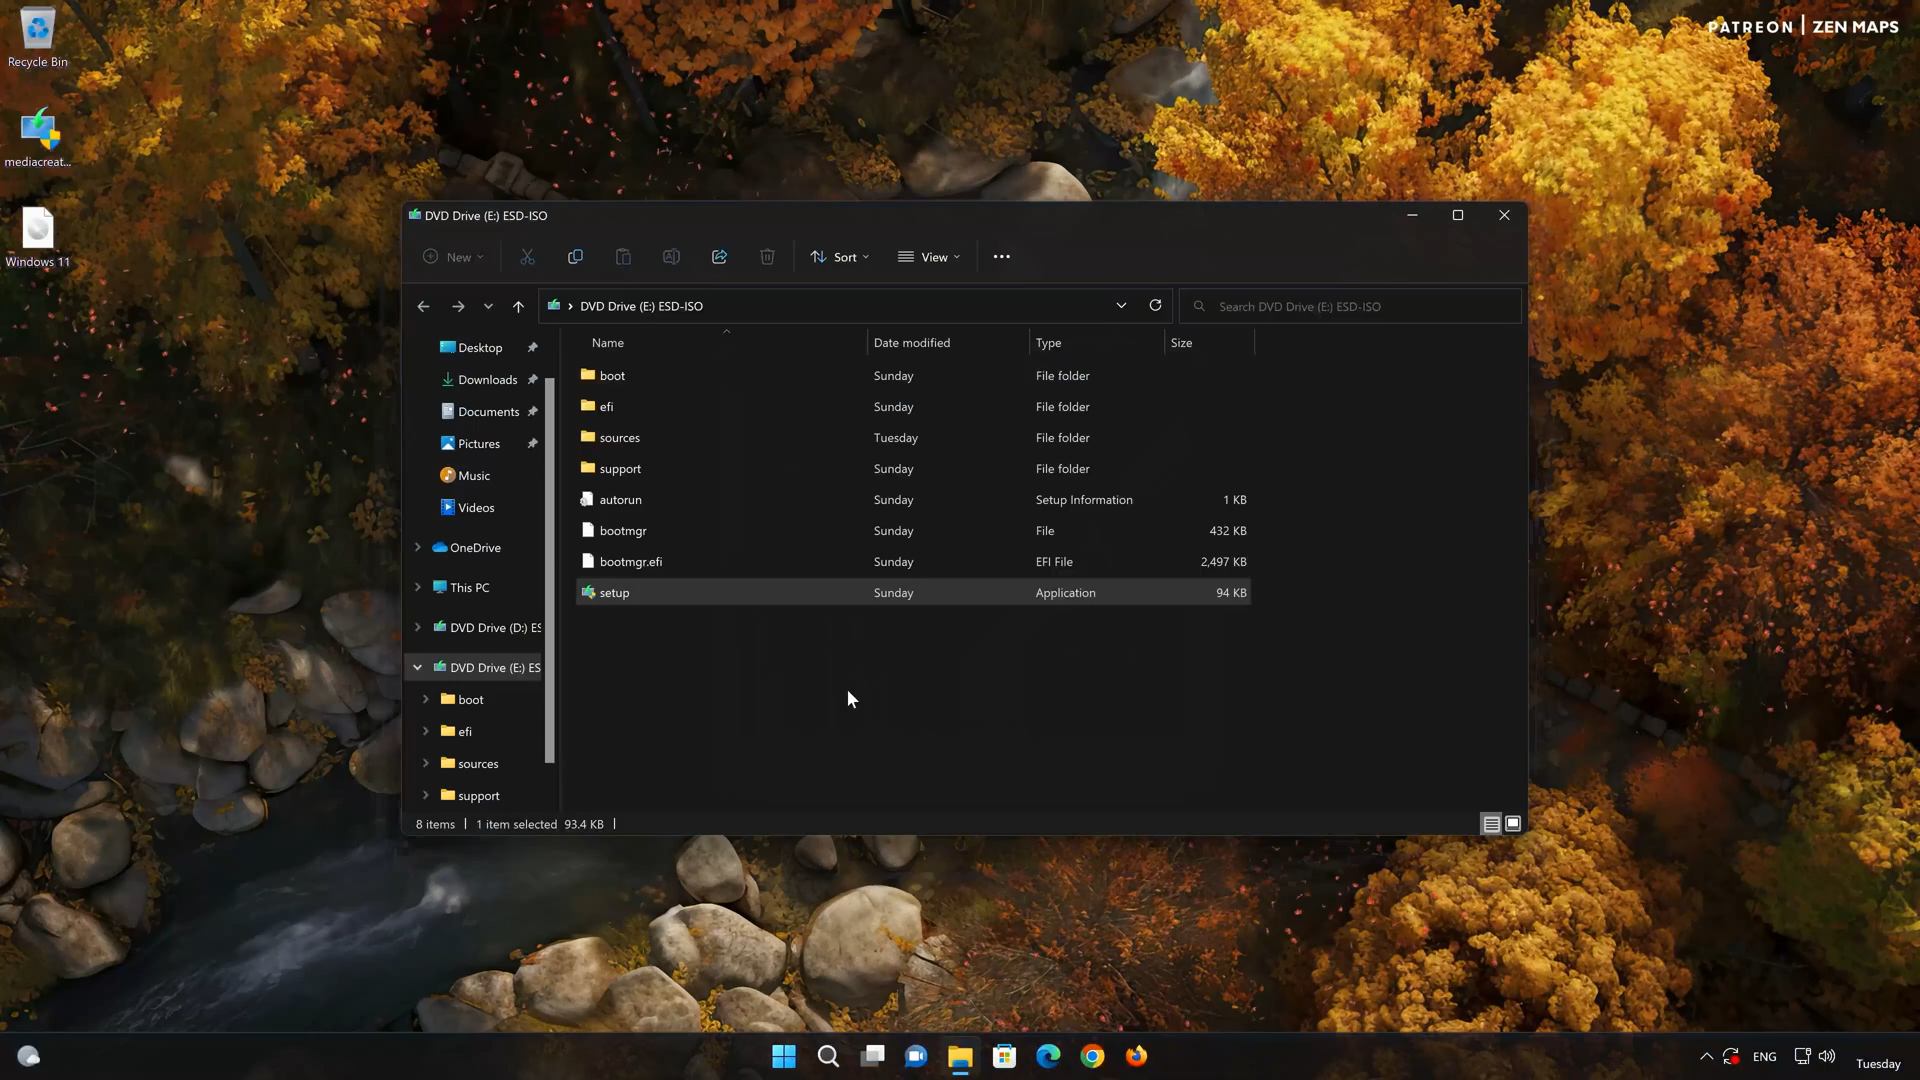 PATREON | ZEN MAPS
Recycle Bin
mediacreat...
Windows 11
DVD Drive (E:) ESD-ISO
New
Sort
View
DVD Drive (E:) ESD-ISO
Search DVD Drive (E:) ESD-ISO
Name Date modified Type Size
boot Sunday File folder
efi Sunday File folder
sources Tuesday File folder
support Sunday File folder
autorun Sunday Setup Information 1 KB
bootmgr Sunday File 432 KB
bootmgr.efi Sunday EFI File 2,497 KB
setup Sunday Application 94 KB
Desktop
Downloads
Documents
Pictures
Music
Videos
OneDrive
This PC
DVD Drive (D:) ES
DVD Drive (E:) ES
boot
efi
sources
support
8 items | 1 item selected 93.4 KB |
ENG
Tuesday